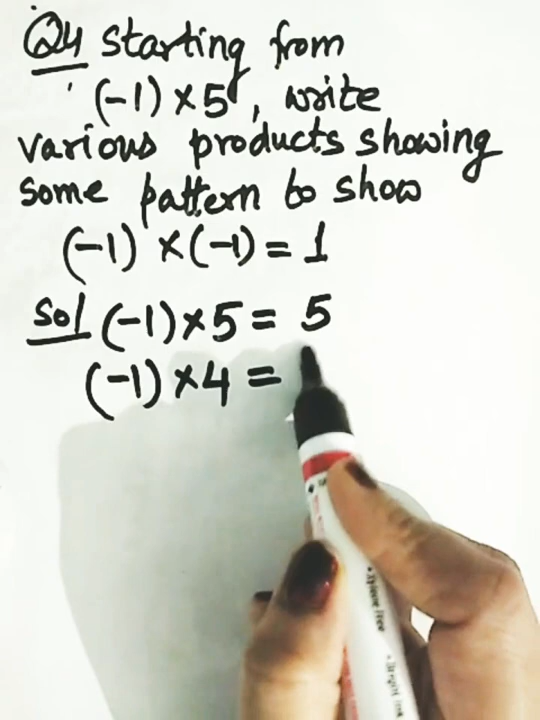 Q4 Starting from
(-1) × 5, write
various products showing
some pattern to show
(-1) × (-1) = 1
Sol (-1) × 5 = 5
(-1) × 4 =